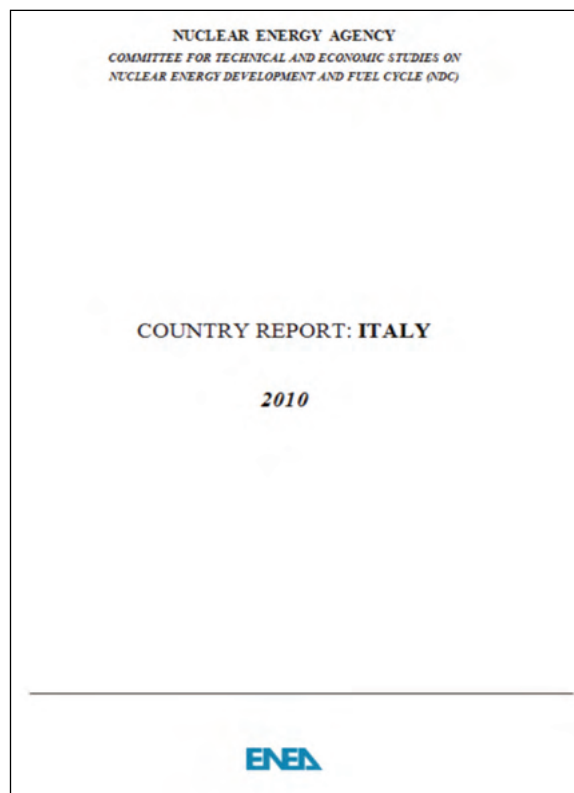 NUCLEAR ENERGY AGENCY
COMMITTEE FOR TECHNICAL AND ECONOMIC STUDIES ON
NUCLEAR ENERGY DEVELOPMENT AND FUEL CYCLE (NDC)
COUNTRY REPORT: ITALY
2010
ENEA